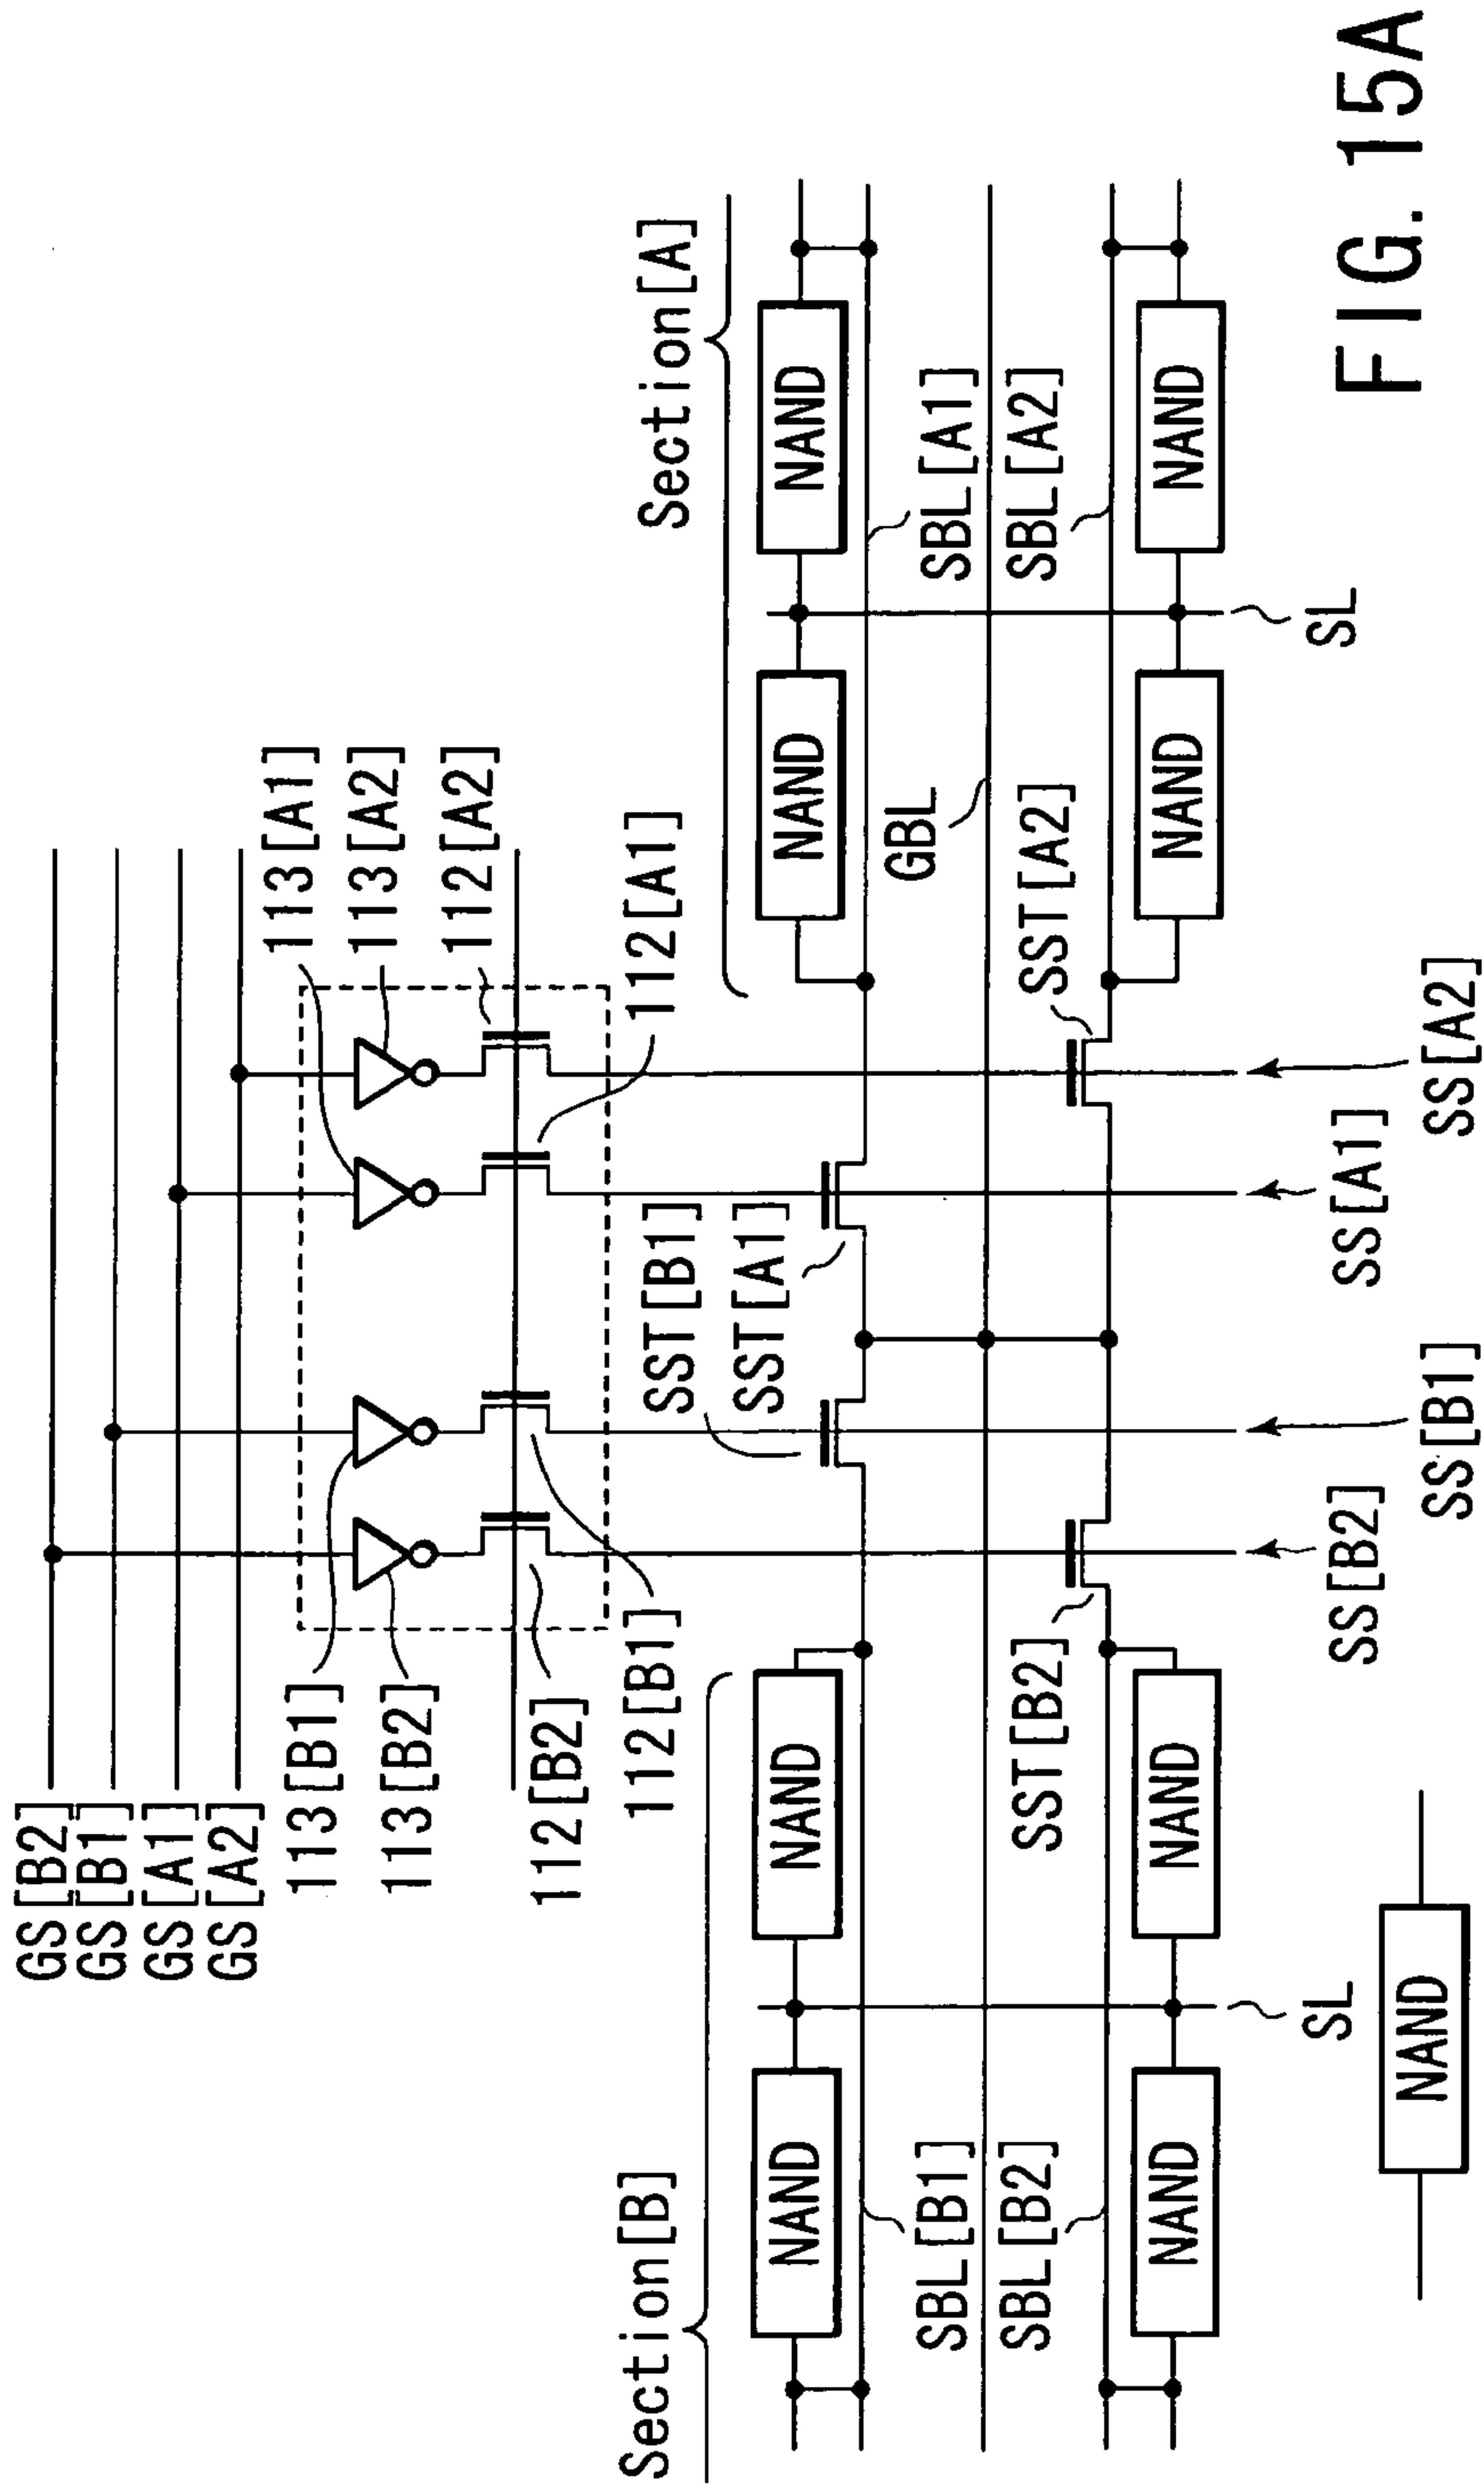 GS[B2]
GS[B1]
GS[A1]
GS[A2]
113[B1]
113[B2]
112[B2]
112[B1]
113[A1]
113[A2]
112[A2]
112[A1]
Section[B]
Section[A]
SST[B1]
SST[A1]
NAND
NAND
NAND
NAND
SBL[B1]
SBL[B2]
GBL
SBL[A1]
SBL[A2]
SST[B2]
SST[A2]
NAND
NAND
NAND
NAND
SL
SS[B2]
SS[B1]
SS[A1]
SS[A2]
SL
NAND
FIG. 15A